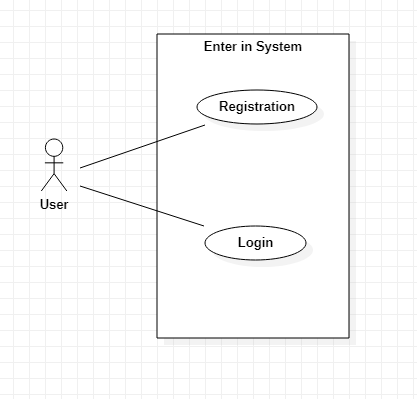 Enter in System
Registration
User
Login